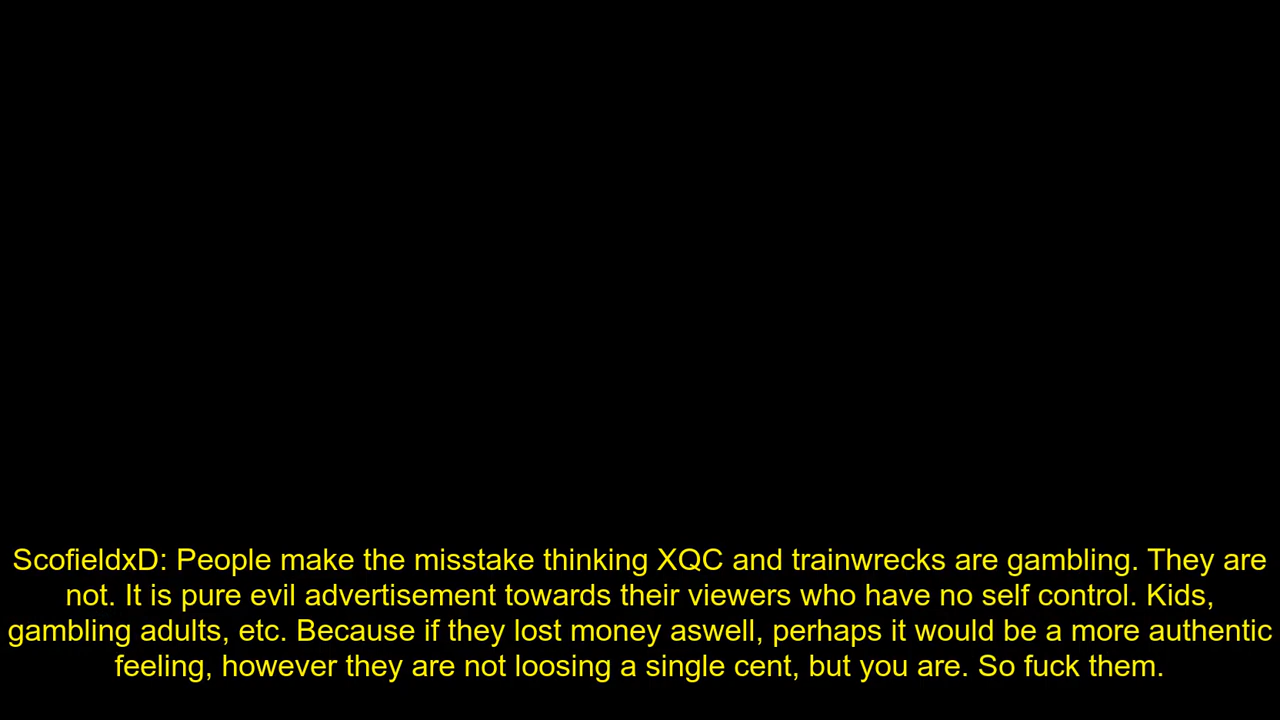 ScofieldxD: People make the misstake thinking XQC and trainwrecks are gambling. They are
not. It is pure evil advertisement towards their viewers who have no self control. Kids,
gambling adults, etc. Because if they lost money aswell, perhaps it would be a more authentic
feeling, however they are not loosing a single cent, but you are. So fuck them.